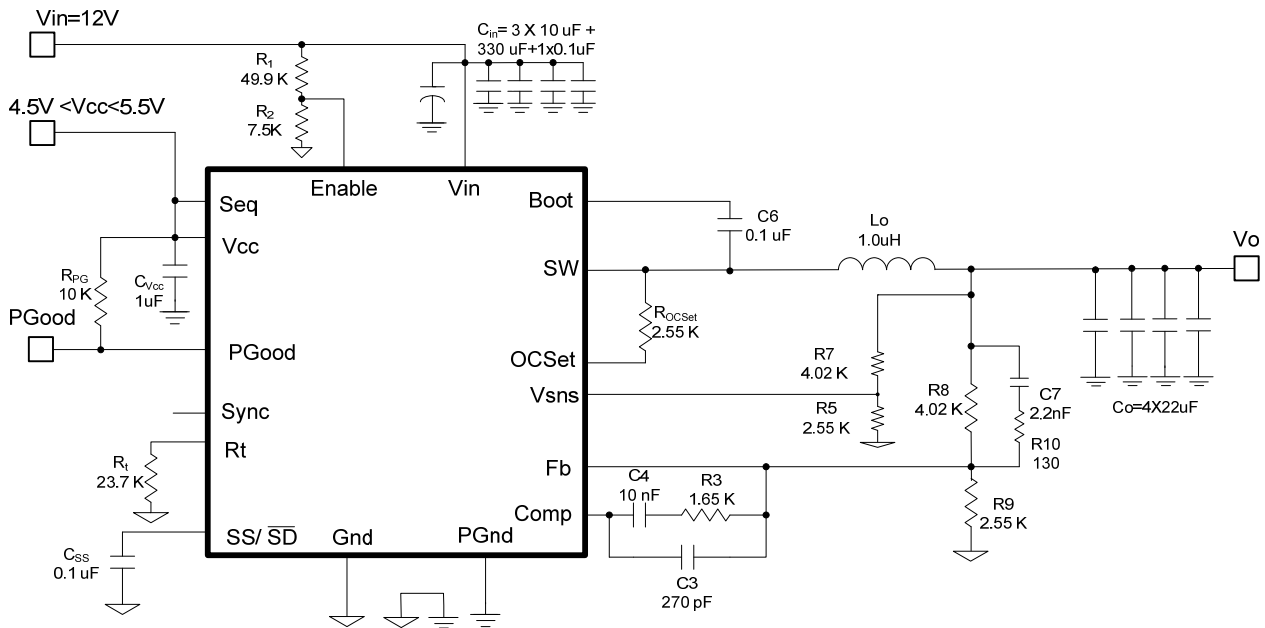 Vin=12V
Cin= 3 X 10 uF +
330 uF+1x0.1uF
R1
49.9 K
4.5V <Vcc<5.5V
R2
7.5K
Enable
Vin
Seq
Boot
C6
0.1 uF
Lo
1.0uH
Vo
Vcc
SW
RPG
10 K
CVcc
1uF
ROCSet
2.55 K
PGood
PGood
OCSet
R7
4.02 K
Vsns
R8
4.02 K
C7
2.2nF
Co=4X22uF
Sync
R5
2.55 K
Rt
R10
130
Rt
23.7 K
Fb
C4
10 nF
R3
1.65 K
R9
2.55 K
Comp
SS/ SD
Gnd
PGnd
CSS
0.1 uF
C3
270 pF